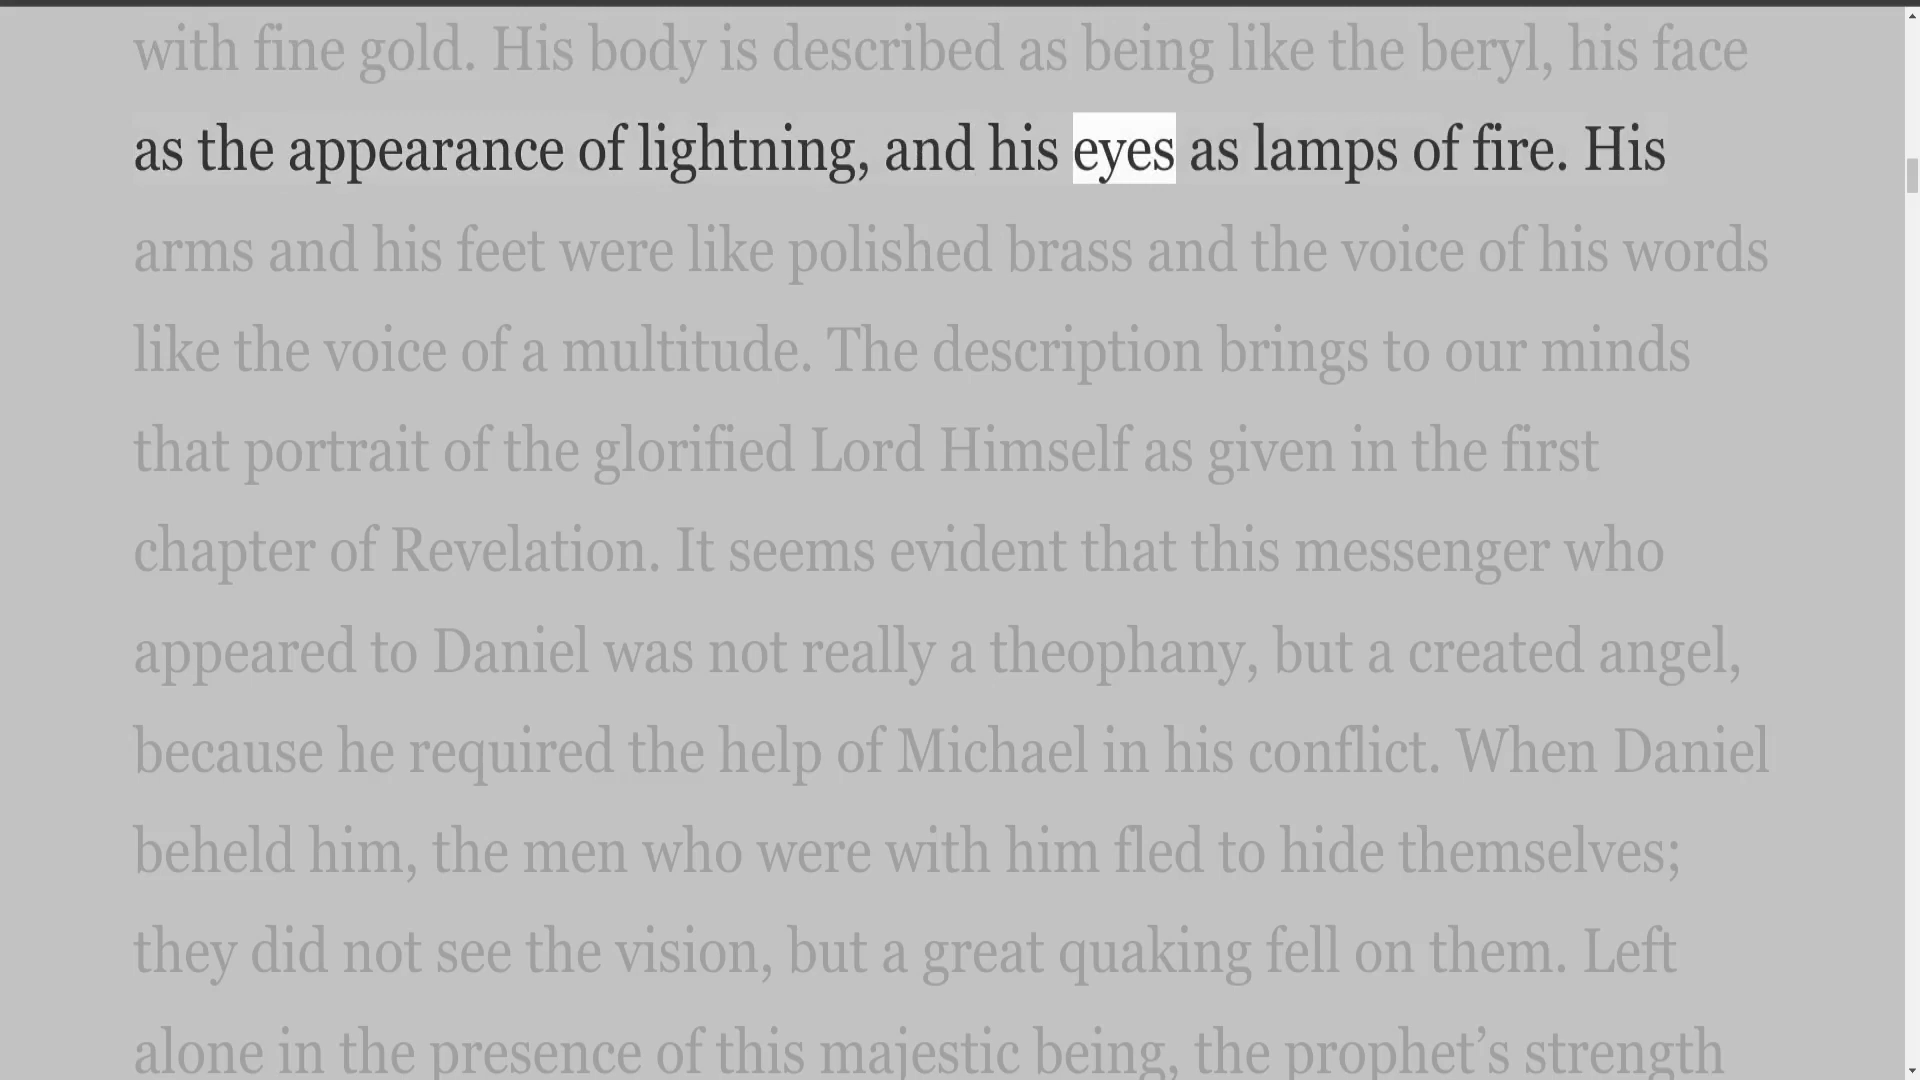 with fine gold. His body is described as being like the beryl, his face
as the appearance of lightning, and his eyes as lamps of fire. His
arms and his feet were like polished brass and the voice of his words
like the voice of a multitude. The description brings to our minds
that portrait of the glorified Lord Himself as given in the first
chapter of Revelation. It seems evident that this messenger who
appeared to Daniel was not really a theophany, but a created angel,
because he required the help of Michael in his conflict. When Daniel
beheld him, the men who were with him fled to hide themselves;
they did not see the vision, but a great quaking fell on them. Left
alone in the presence of this majestic being, the prophet’s strength